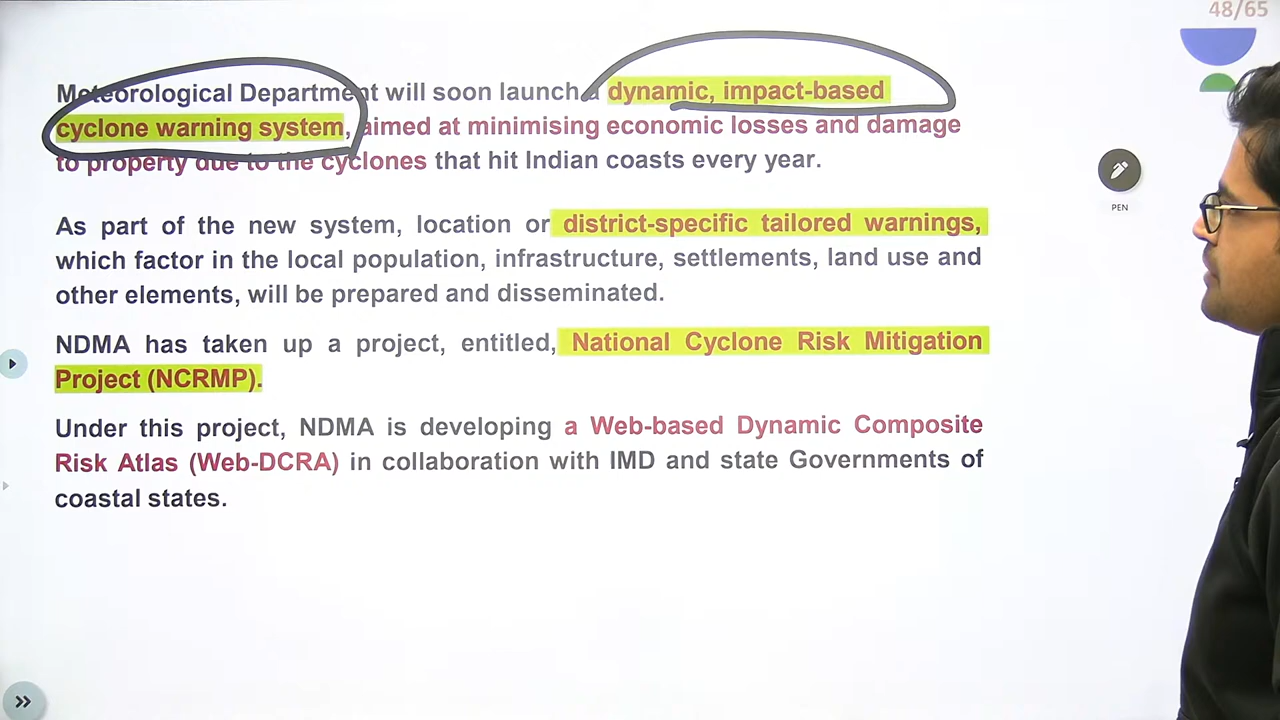 48/65
Meteorological Department will soon launch a dynamic, impact-based
cyclone warning system, aimed at minimising economic losses and damage
to property due to the cyclones that hit Indian coasts every year.
As part of the new system, location or district-specific tailored warnings,
which factor in the local population, infrastructure, settlements, land use and
other elements, will be prepared and disseminated.
PEN
NDMA has taken up a project, entitled, National Cyclone Risk Mitigation
Project (NCRMP).
Under this project, NDMA is developing a Web-based Dynamic Composite
Risk Atlas (Web-DCRA) in collaboration with IMD and state Governments of
coastal states.